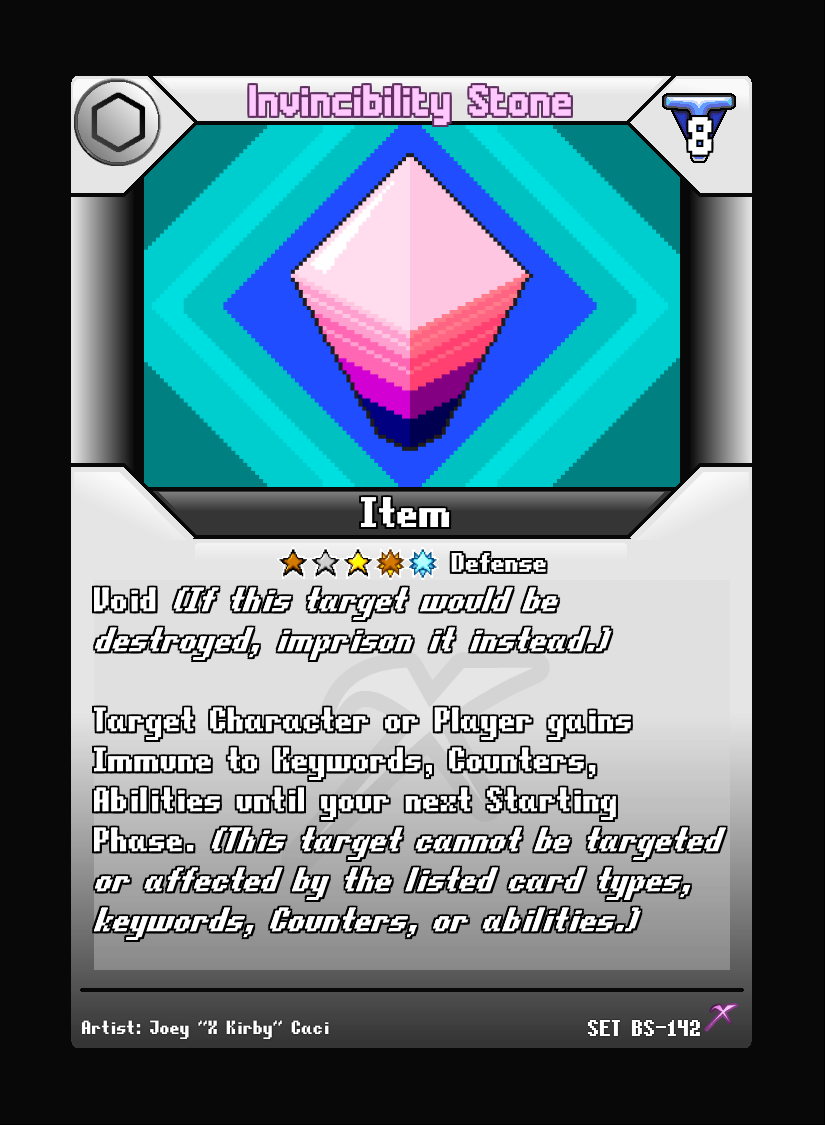 Invincibility Stone
8
Item
Defense
Void (If this target would be
destroyed, imprison it instead.)
Target Character or Player gains
Immune to Keywords, Counters,
Abilities until your next Starting
Phase. (This target cannot be targeted
or affected by the listed card types,
keywords, Counters, or abilities.)
Artist: Joey "X Kirby" Caci
SET BS-142